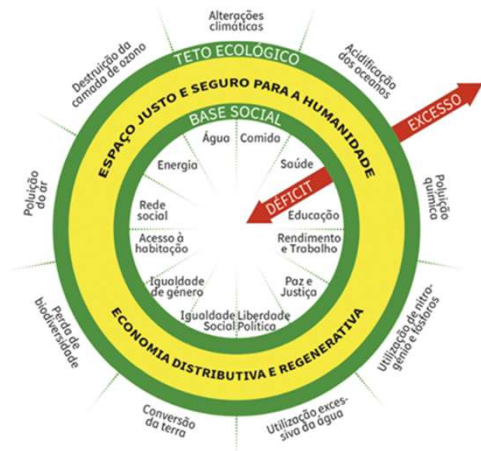 Alterações
climáticas
Destruição da
camada de ozono
Acidificação
dos oceanos
TETO ECOLÓGICO
EXCESSO
ESPAÇO JUSTO E SEGURO PARA A HUMANIDADE
BASE SOCIAL
Água
Comida
Energia
Saúde
DÉFICIT
Poluição
do ar
Poluição
química
Rede
social
Educação
Acesso à
habitação
Rendimento
e Trabalho
Igualdade
de género
Paz e
Justiça
Igualdade
Social
Liberdade
Política
ECONOMIA DISTRIBUTIVA E REGENERATIVA
Perda de
biodiversidade
Utilização de nitro-
génio e fósforos
Conversão
da terra
Utilização exces-
siva da água